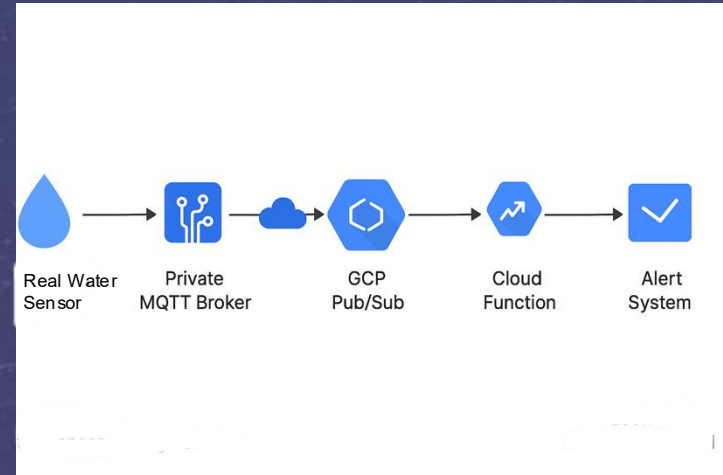 Real Water
Sensor
Private
MQTT Broker
GCP
Pub/Sub
Cloud
Function
Alert
System